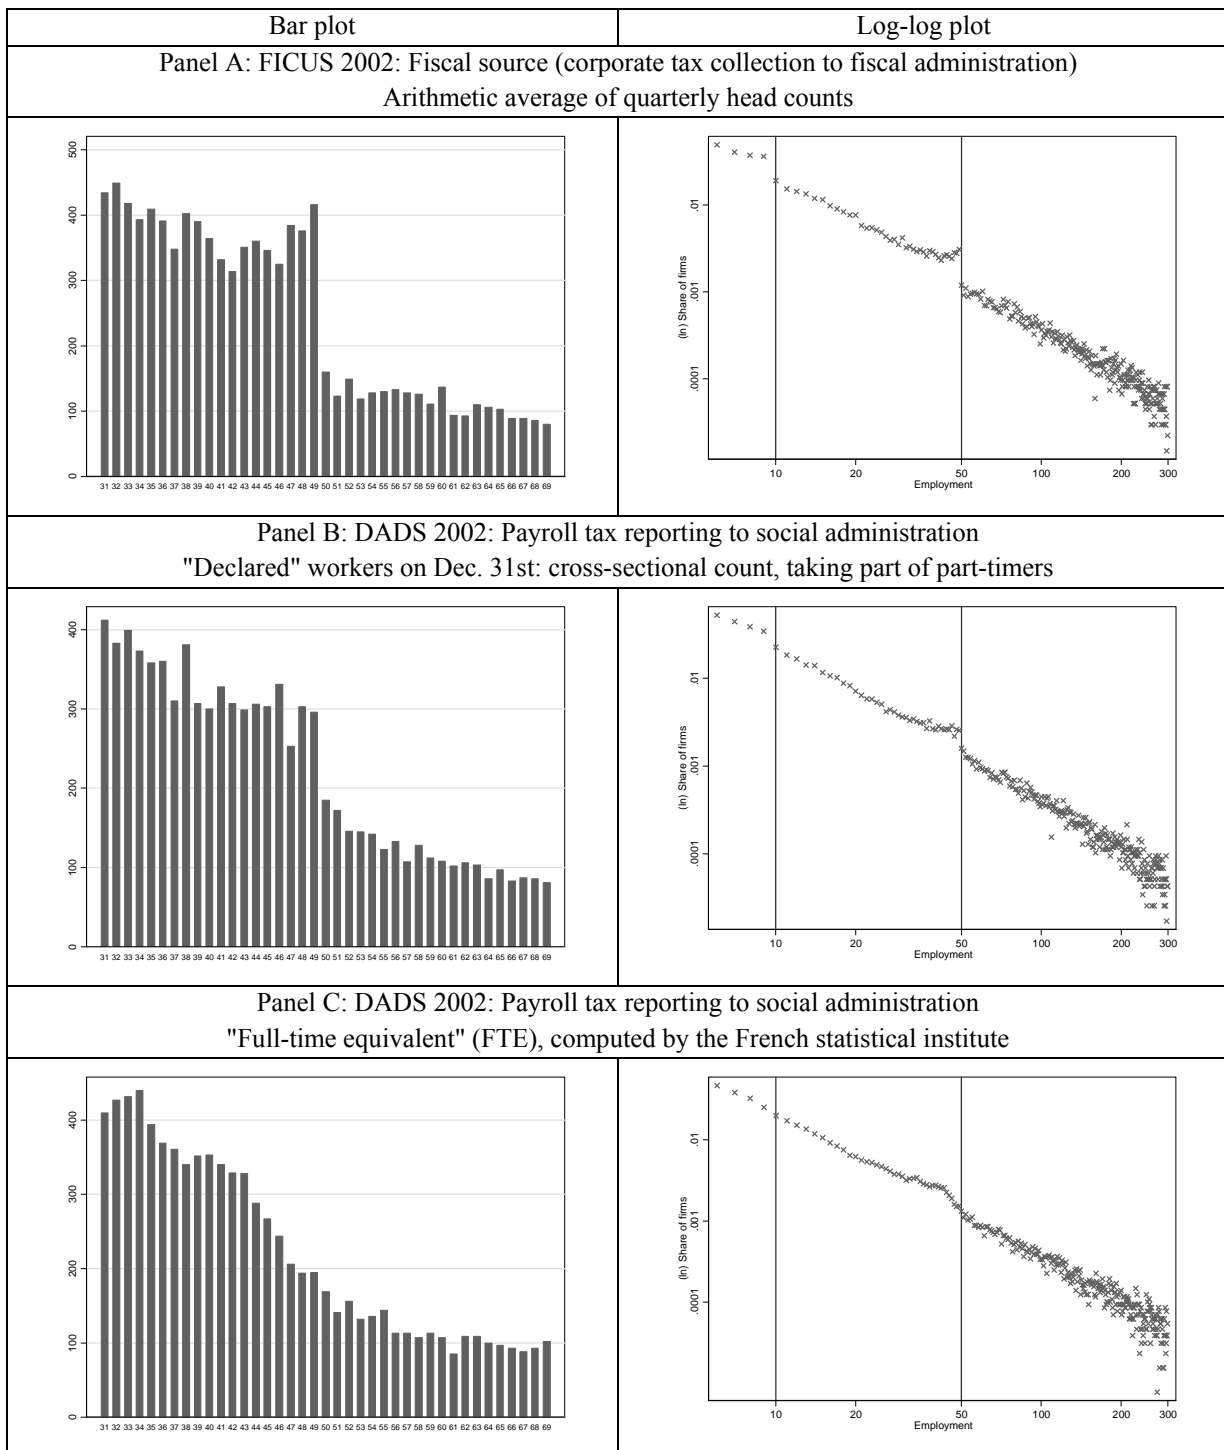 Bar plot
Log-log plot
Panel A: FICUS 2002: Fiscal source (corporate tax collection to fiscal administration)
Arithmetic average of quarterly head counts
500
400
300
200
100
0
31 32 33 34 35 36 37 38 39 40 41 42 43 44 45 46 47 48 49 50 51 52 53 54 55 56 57 58 59 60 61 62 63 64 65 66 67 68 69
(ln) Share of firms
.01
.001
.0001
10 20 50 100 200 300
Employment
Panel B: DADS 2002: Payroll tax reporting to social administration
"Declared" workers on Dec. 31st: cross-sectional count, taking part of part-timers
400
300
200
100
0
31 32 33 34 35 36 37 38 39 40 41 42 43 44 45 46 47 48 49 50 51 52 53 54 55 56 57 58 59 60 61 62 63 64 65 66 67 68 69
(ln) Share of firms
.01
.001
.0001
10 20 50 100 200 300
Employment
Panel C: DADS 2002: Payroll tax reporting to social administration
"Full-time equivalent" (FTE), computed by the French statistical institute
400
300
200
100
0
31 32 33 34 35 36 37 38 39 40 41 42 43 44 45 46 47 48 49 50 51 52 53 54 55 56 57 58 59 60 61 62 63 64 65 66 67 68 69
(ln) Share of firms
.01
.001
.0001
10 20 50 100 200 300
Employment